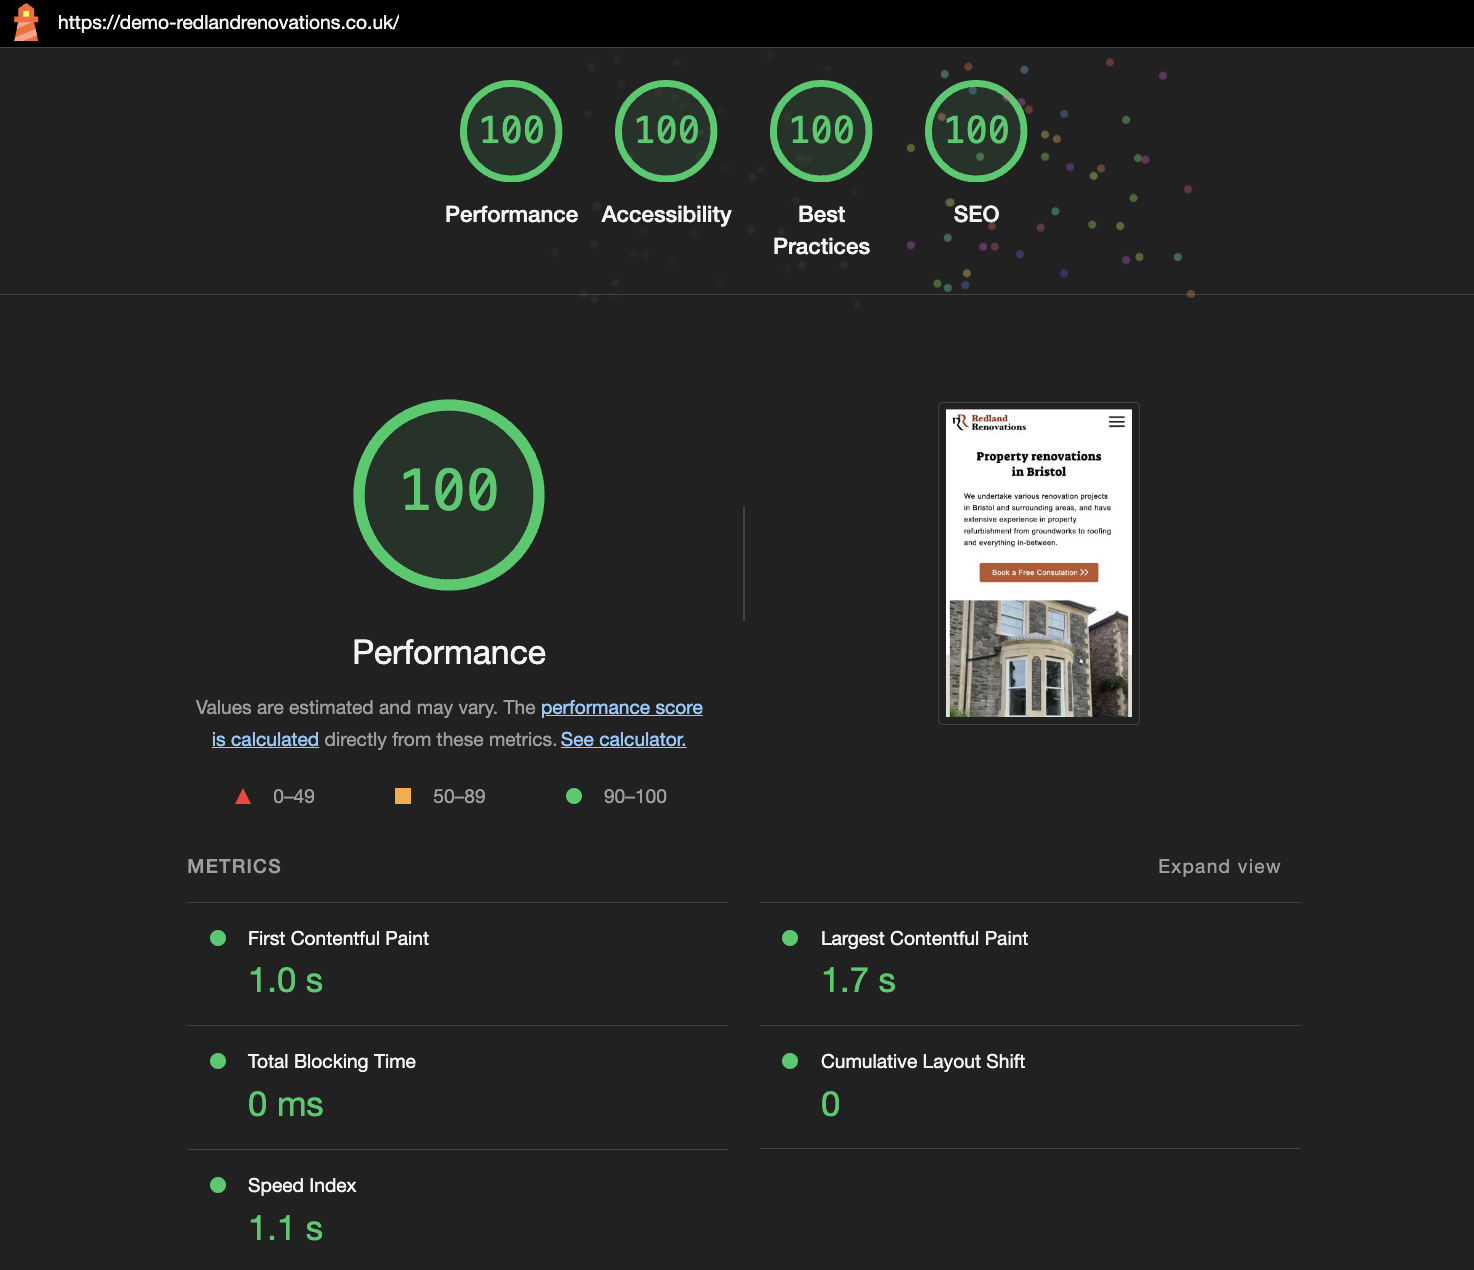 https://demo-redlandrenovations.co.uk/
100
100
100
100
Performance
Accessibility
Best
Practices
SEO
100
Performance
Values are estimated and may vary. The performance score
is calculated directly from these metrics. See calculator.
0–49
50–89
90–100
Redland
Renovations
Property renovations
in Bristol
We undertake various renovation projects
in Bristol and surrounding areas, and have
extensive experience in property
refurbishment from groundworks to roofing
and everything in-between.
Book a Free Consulation >>
METRICS
Expand view
First Contentful Paint
1.0 s
Largest Contentful Paint
1.7 s
Total Blocking Time
0 ms
Cumulative Layout Shift
0
Speed Index
1.1 s